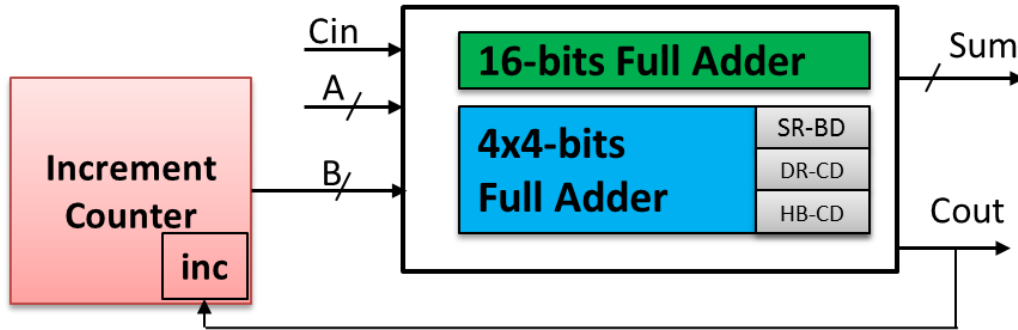 Cin
16-bits Full Adder
Sum
A
Increment
Counter
4x4-bits
Full Adder
SR-BD
DR-CD
HB-CD
B
Cout
inc